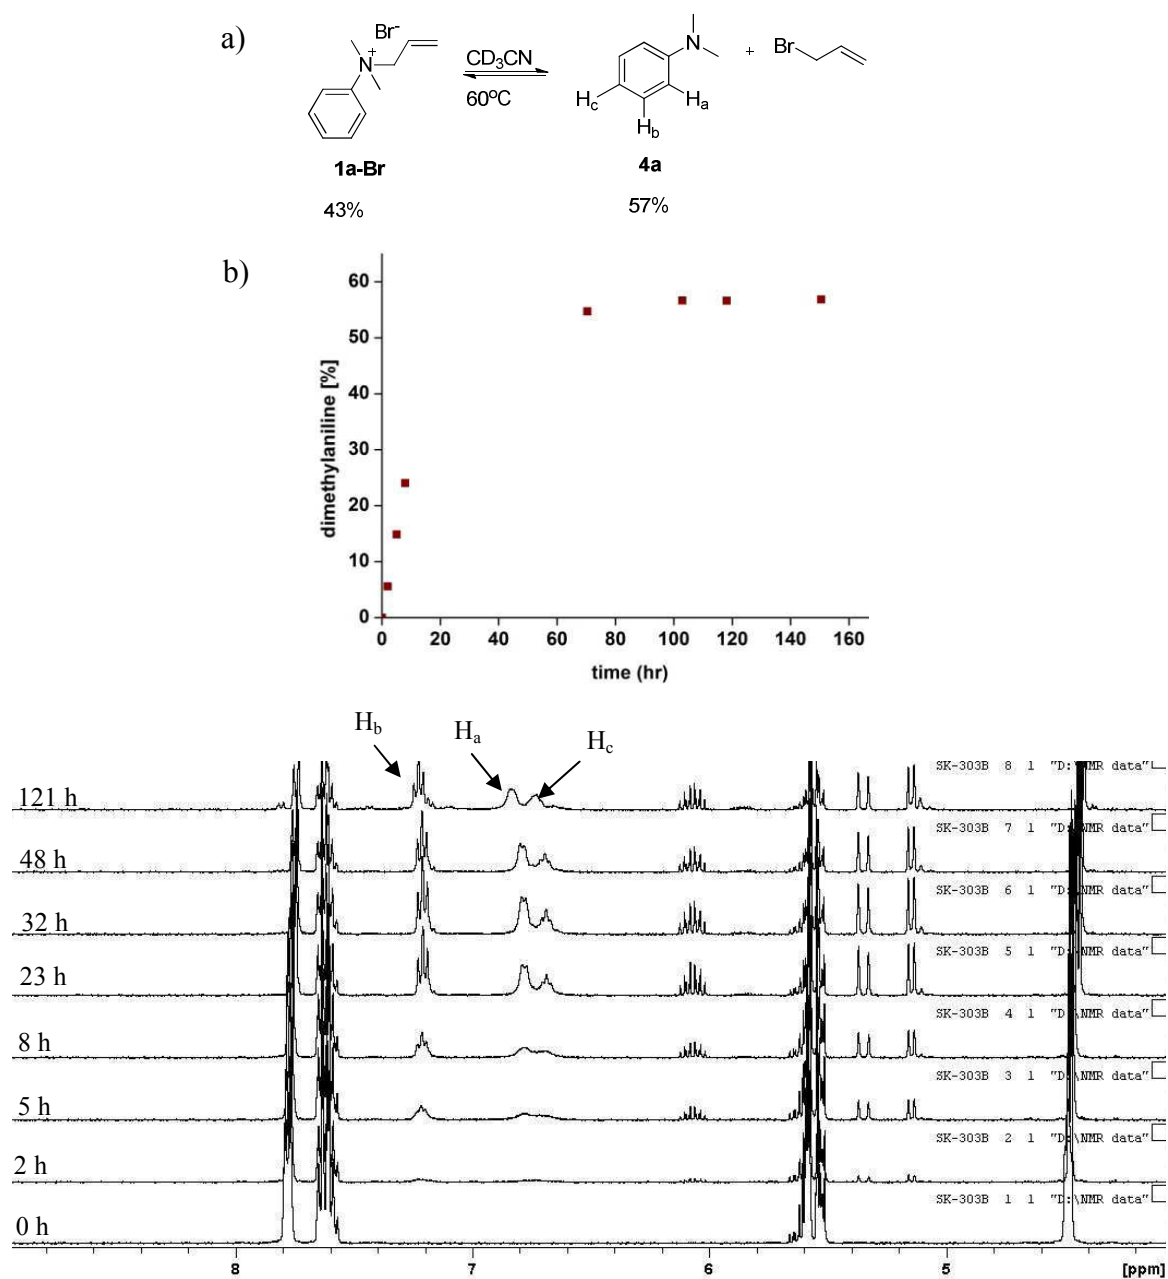 a)
Br-
N+
CD3CN
60oC
1a-Br
43%
N
Hc
Ha
Hb
4a
57%
+
Br
b)
dimethylaniline [%]
60
50
40
30
20
10
0
0 20 40 60 80 100 120 140 160
time (hr)
Hb
Ha
Hc
121 h
SK-303B 8 1 "D:\NMR data"
48 h
SK-303B 7 1 "D:\NMR data"
32 h
SK-303B 6 1 "D:\NMR data"
23 h
SK-303B 5 1 "D:\NMR data"
8 h
SK-303B 4 1 "D:\NMR data"
5 h
SK-303B 3 1 "D:\NMR data"
2 h
SK-303B 2 1 "D:\NMR data"
0 h
SK-303B 1 1 "D:\NMR data"
8 7 6 5 [ppm]